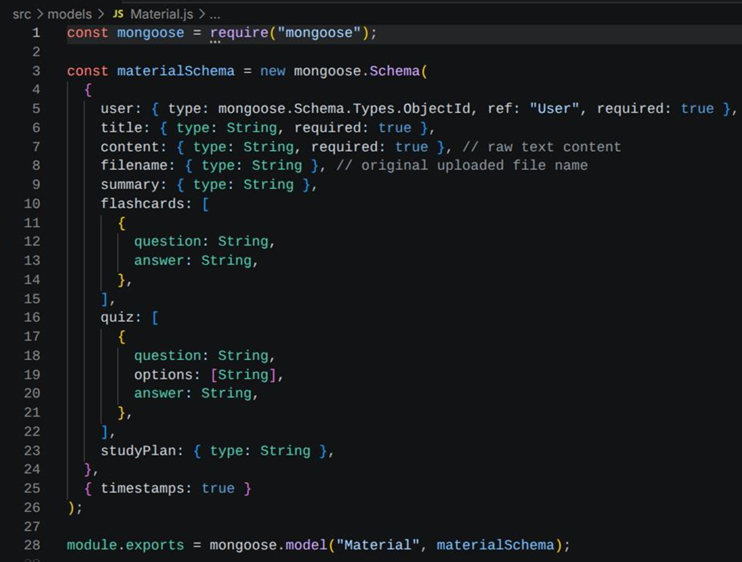 src > models > JS Material.js > ...
1 const mongoose = require("mongoose");
2
3 const materialSchema = new mongoose.Schema(
4   {
5     user: { type: mongoose.Schema.Types.ObjectId, ref: "User", required: true },
6     title: { type: String, required: true },
7     content: { type: String, required: true }, // raw text content
8     filename: { type: String }, // original uploaded file name
9     summary: { type: String },
10     flashcards: [
11       {
12         question: String,
13         answer: String,
14       },
15     ],
16     quiz: [
17       {
18         question: String,
19         options: [String],
20         answer: String,
21       },
22     ],
23     studyPlan: { type: String },
24   },
25   { timestamps: true }
26 );
27
28 module.exports = mongoose.model("Material", materialSchema);